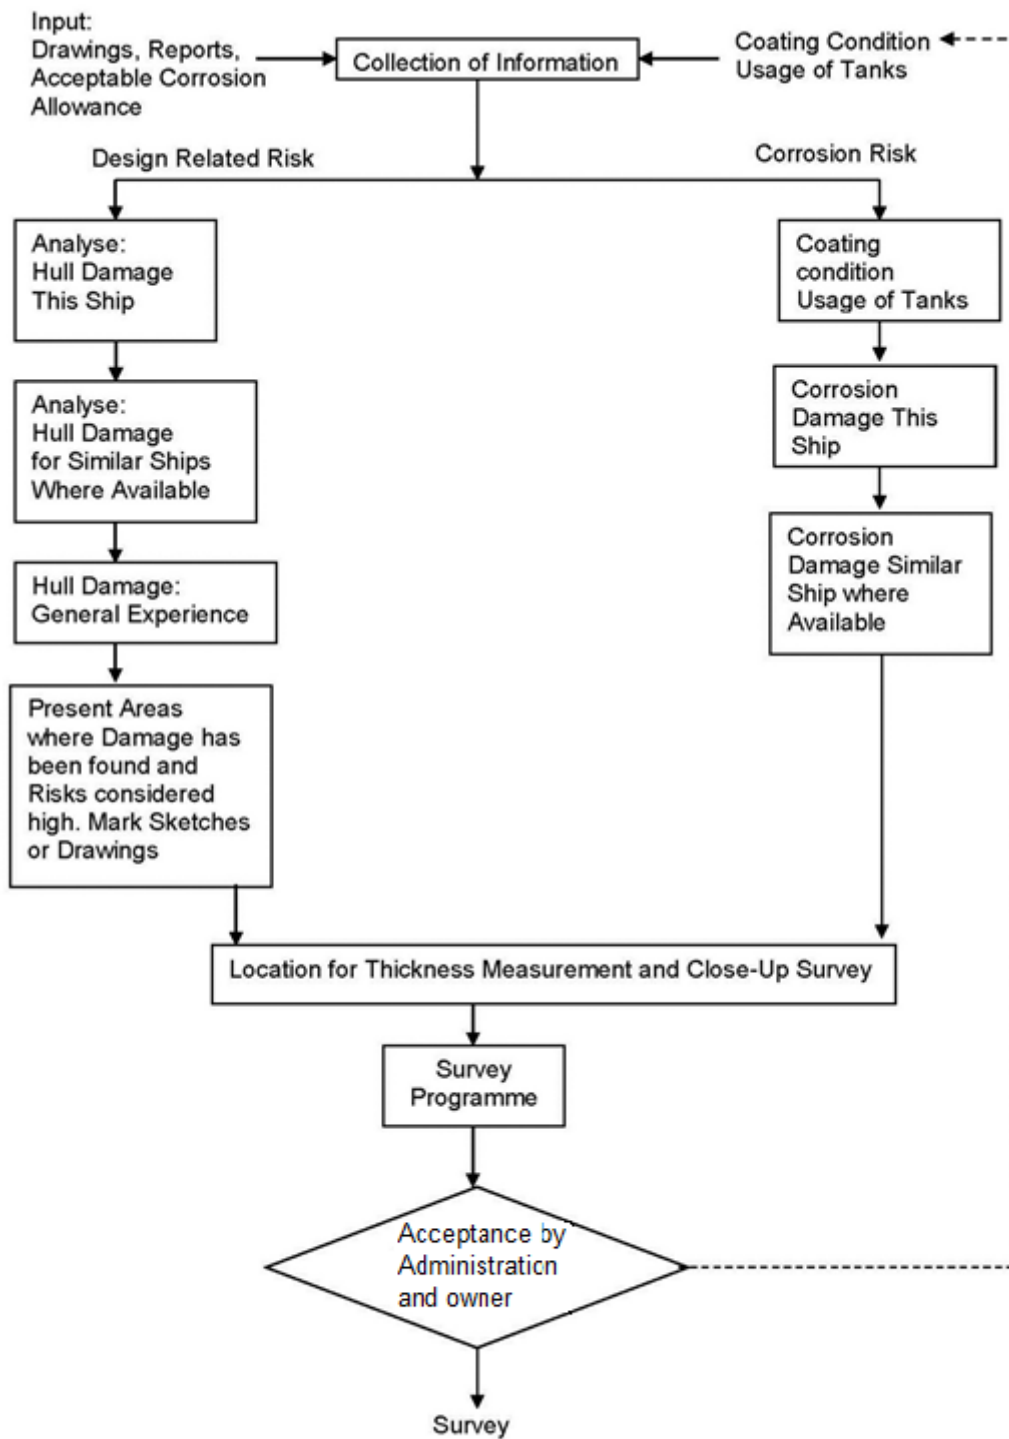 Input:
Drawings, Reports,
Acceptable Corrosion
Allowance
Collection of Information
Coating Condition
Usage of Tanks
Design Related Risk
Corrosion Risk
Analyse:
Hull Damage
This Ship
Analyse:
Hull Damage
for Similar Ships
Where Available
Hull Damage:
General Experience
Present Areas
where Damage has
been found and
Risks considered
high. Mark Sketches
or Drawings
Coating
condition
Usage of Tanks
Corrosion
Damage This
Ship
Corrosion
Damage Similar
Ship where
Available
Location for Thickness Measurement and Close-Up Survey
Survey
Programme
Acceptance by
Administration
and owner
Survey